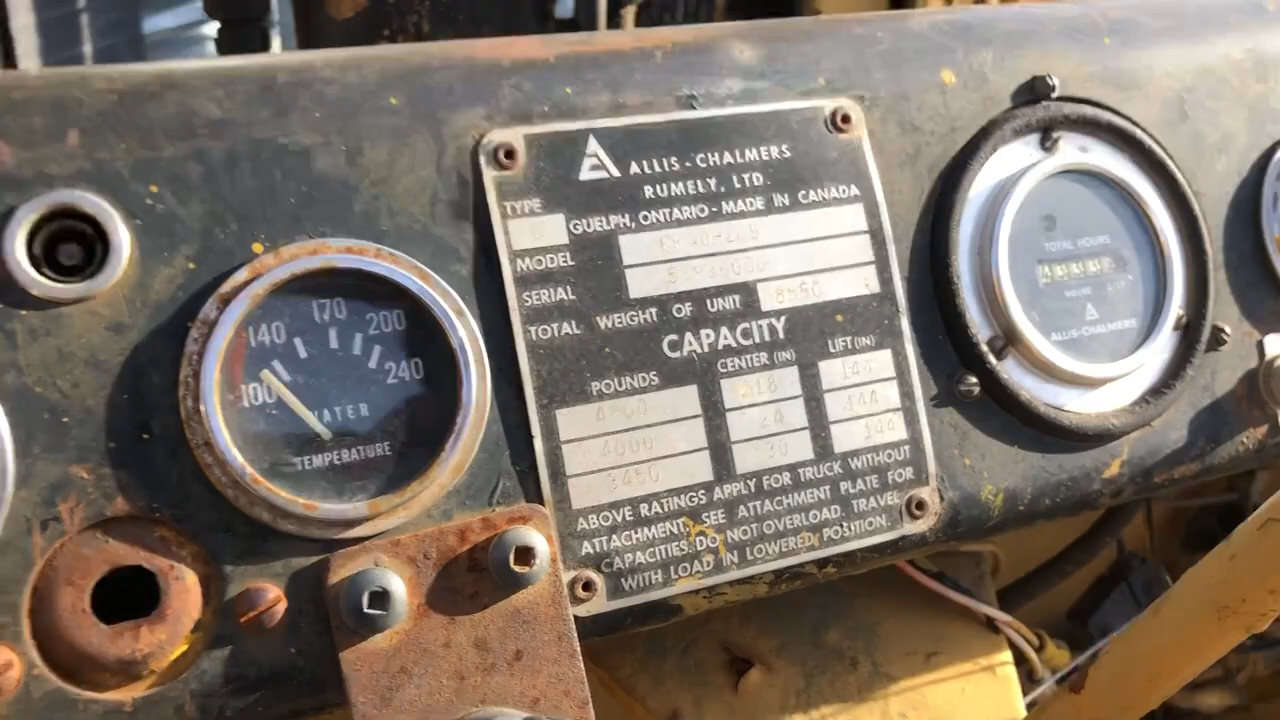 ALLIS-CHALMERS
RUMELY, LTD.
TYPE
GUELPH, ONTARIO-MADE IN CANADA
MODEL
SERIAL
TOTAL WEIGHT OF UNIT 8550
CAPACITY
POUNDS CENTER (IN) LIFT (IN)
18 144
4000 24 144
3450 30 144
ABOVE RATINGS APPLY FOR TRUCK WITHOUT
ATTACHMENT. SEE ATTACHMENT PLATE FOR
CAPACITIES. DO NOT OVERLOAD. TRAVEL
WITH LOAD IN LOWERED POSITION.
100 140 170 200 240
WATER
TEMPERATURE
TOTAL HOURS
HOURS
ALLIS-CHALMERS